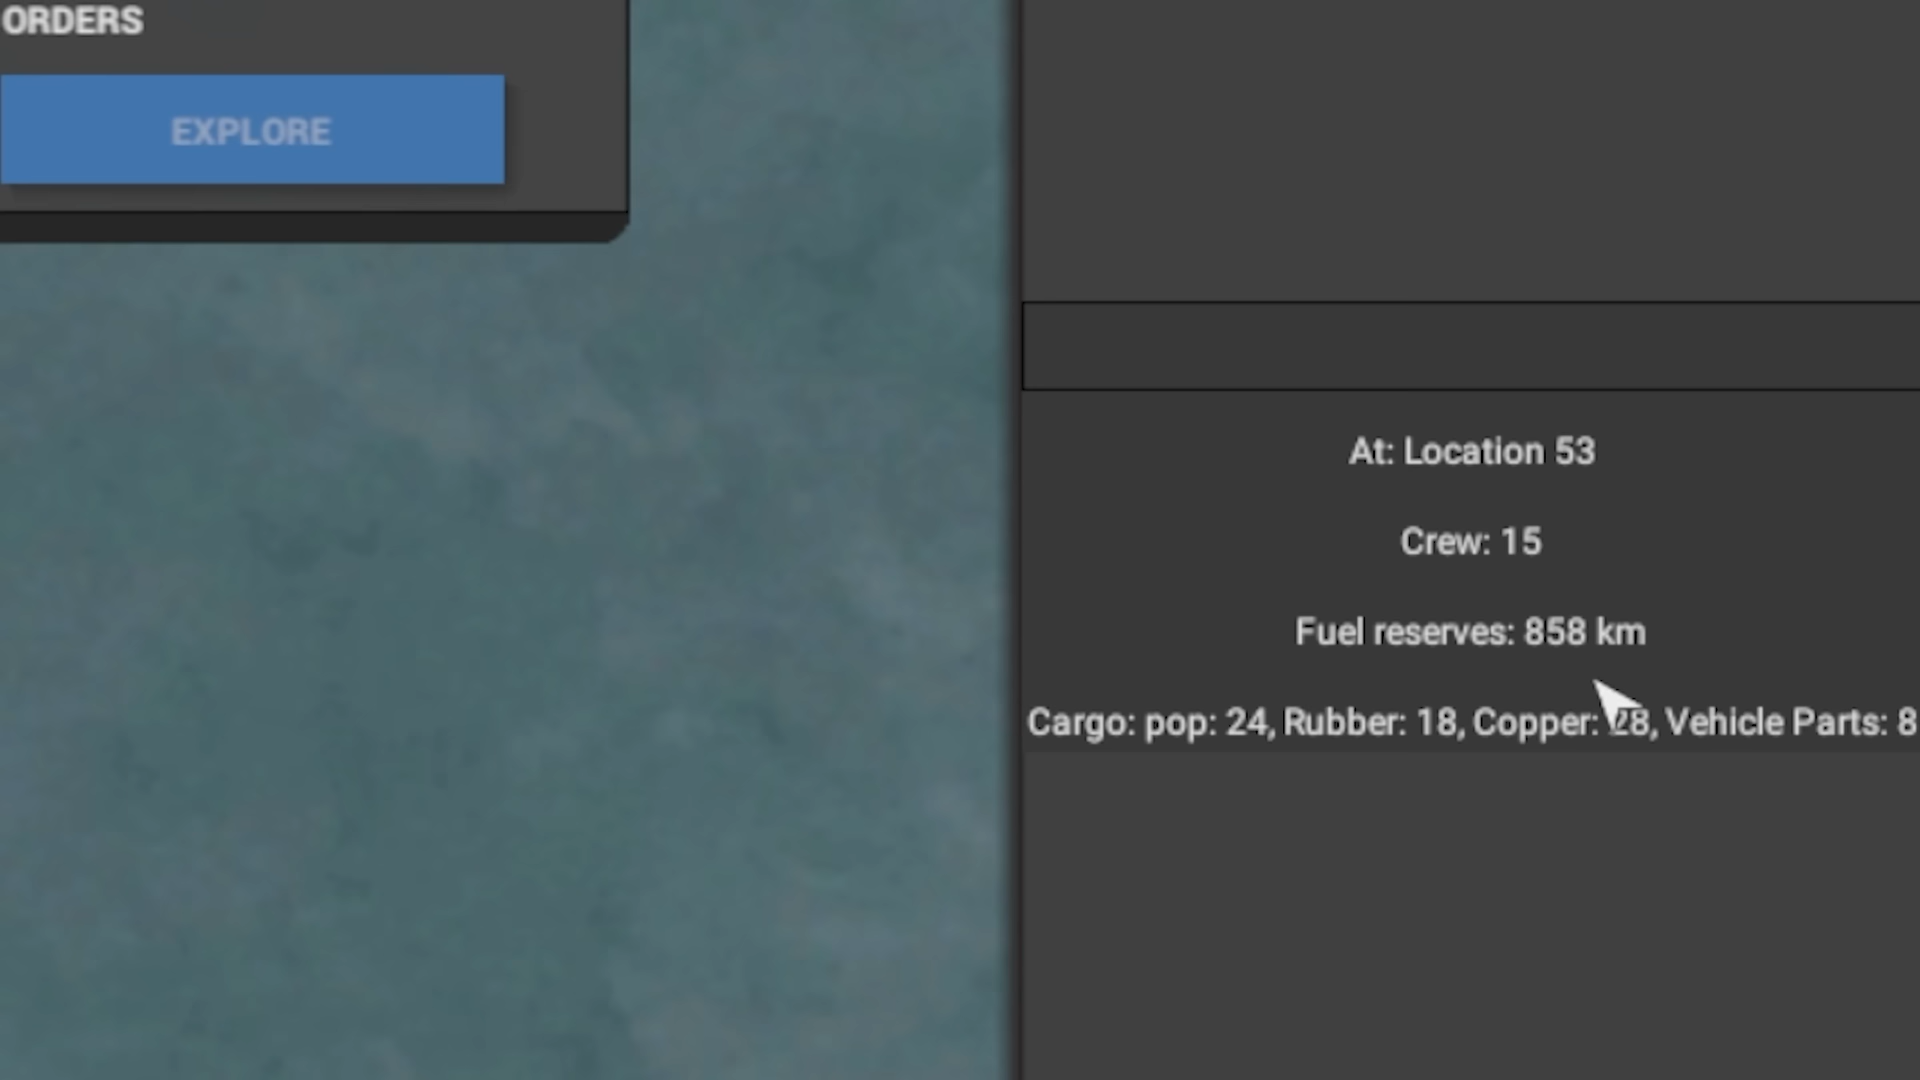 ORDERS
EXPLORE
At: Location 53
Crew: 15
Fuel reserves: 858 km
Cargo: pop: 24, Rubber: 18, Copper: 28, Vehicle Parts: 8